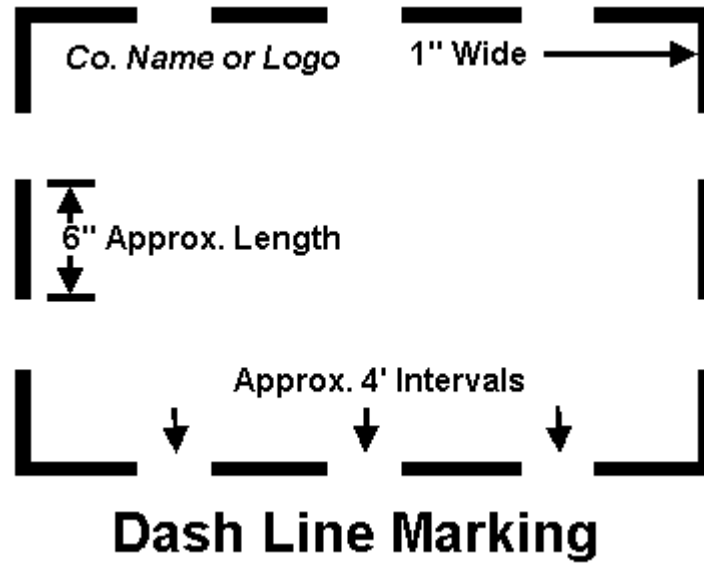 Co. Name or Logo
1" Wide
6" Approx. Length
Approx. 4' Intervals
Dash Line Marking